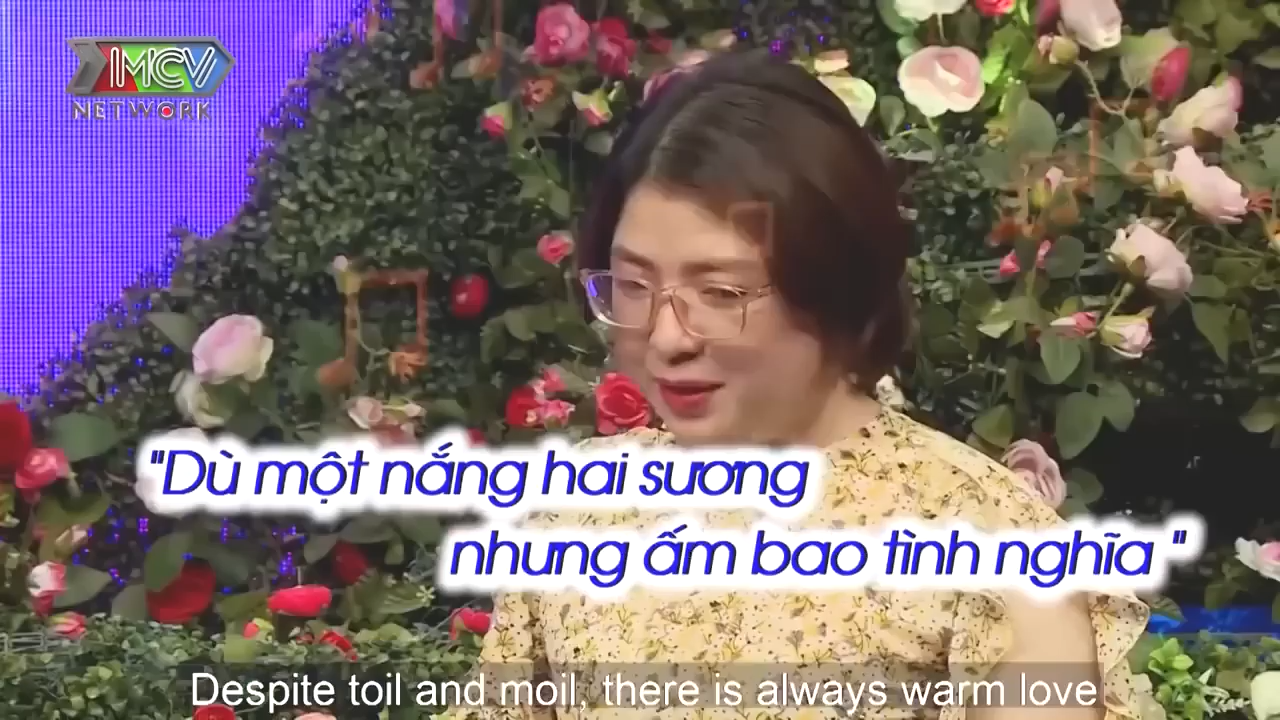 MCV
NETWORK
"Dù một nắng hai sương
nhưng ấm bao tình nghĩa "
Despite toil and moil, there is always warm love